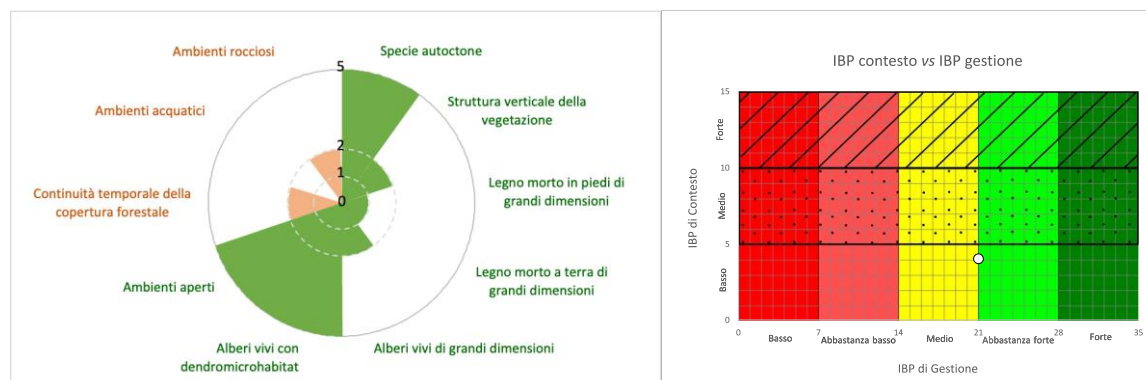 Ambienti rocciosi
5
Specie autoctone
Ambienti acquatici
Struttura verticale della
vegetazione
2
1
0
Continuità temporale della
copertura forestale
Legno morto in piedi di
grandi dimensioni
Ambienti aperti
Legno morto a terra di
grandi dimensioni
Alberi vivi con
dendromicrohabitat
Alberi vivi di grandi dimensioni
IBP contesto vs IBP gestione
IBP di Contesto
15
Forte
10
Medio
5
Basso
0
0
7
14
21
28
35
Basso
Abbastanza basso
Medio
Abbastanza forte
Forte
IBP di Gestione